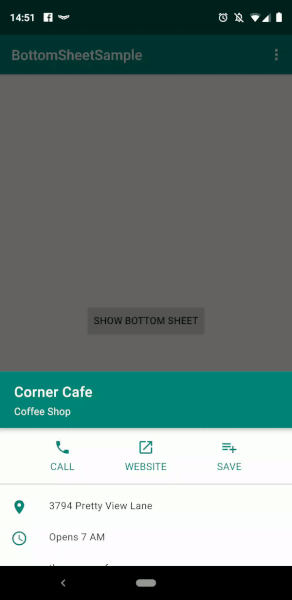 14:51
BottomSheetSample
SHOW BOTTOM SHEET
Corner Cafe
Coffee Shop
CALL WEBSITE SAVE
3794 Pretty View Lane
Opens 7 AM